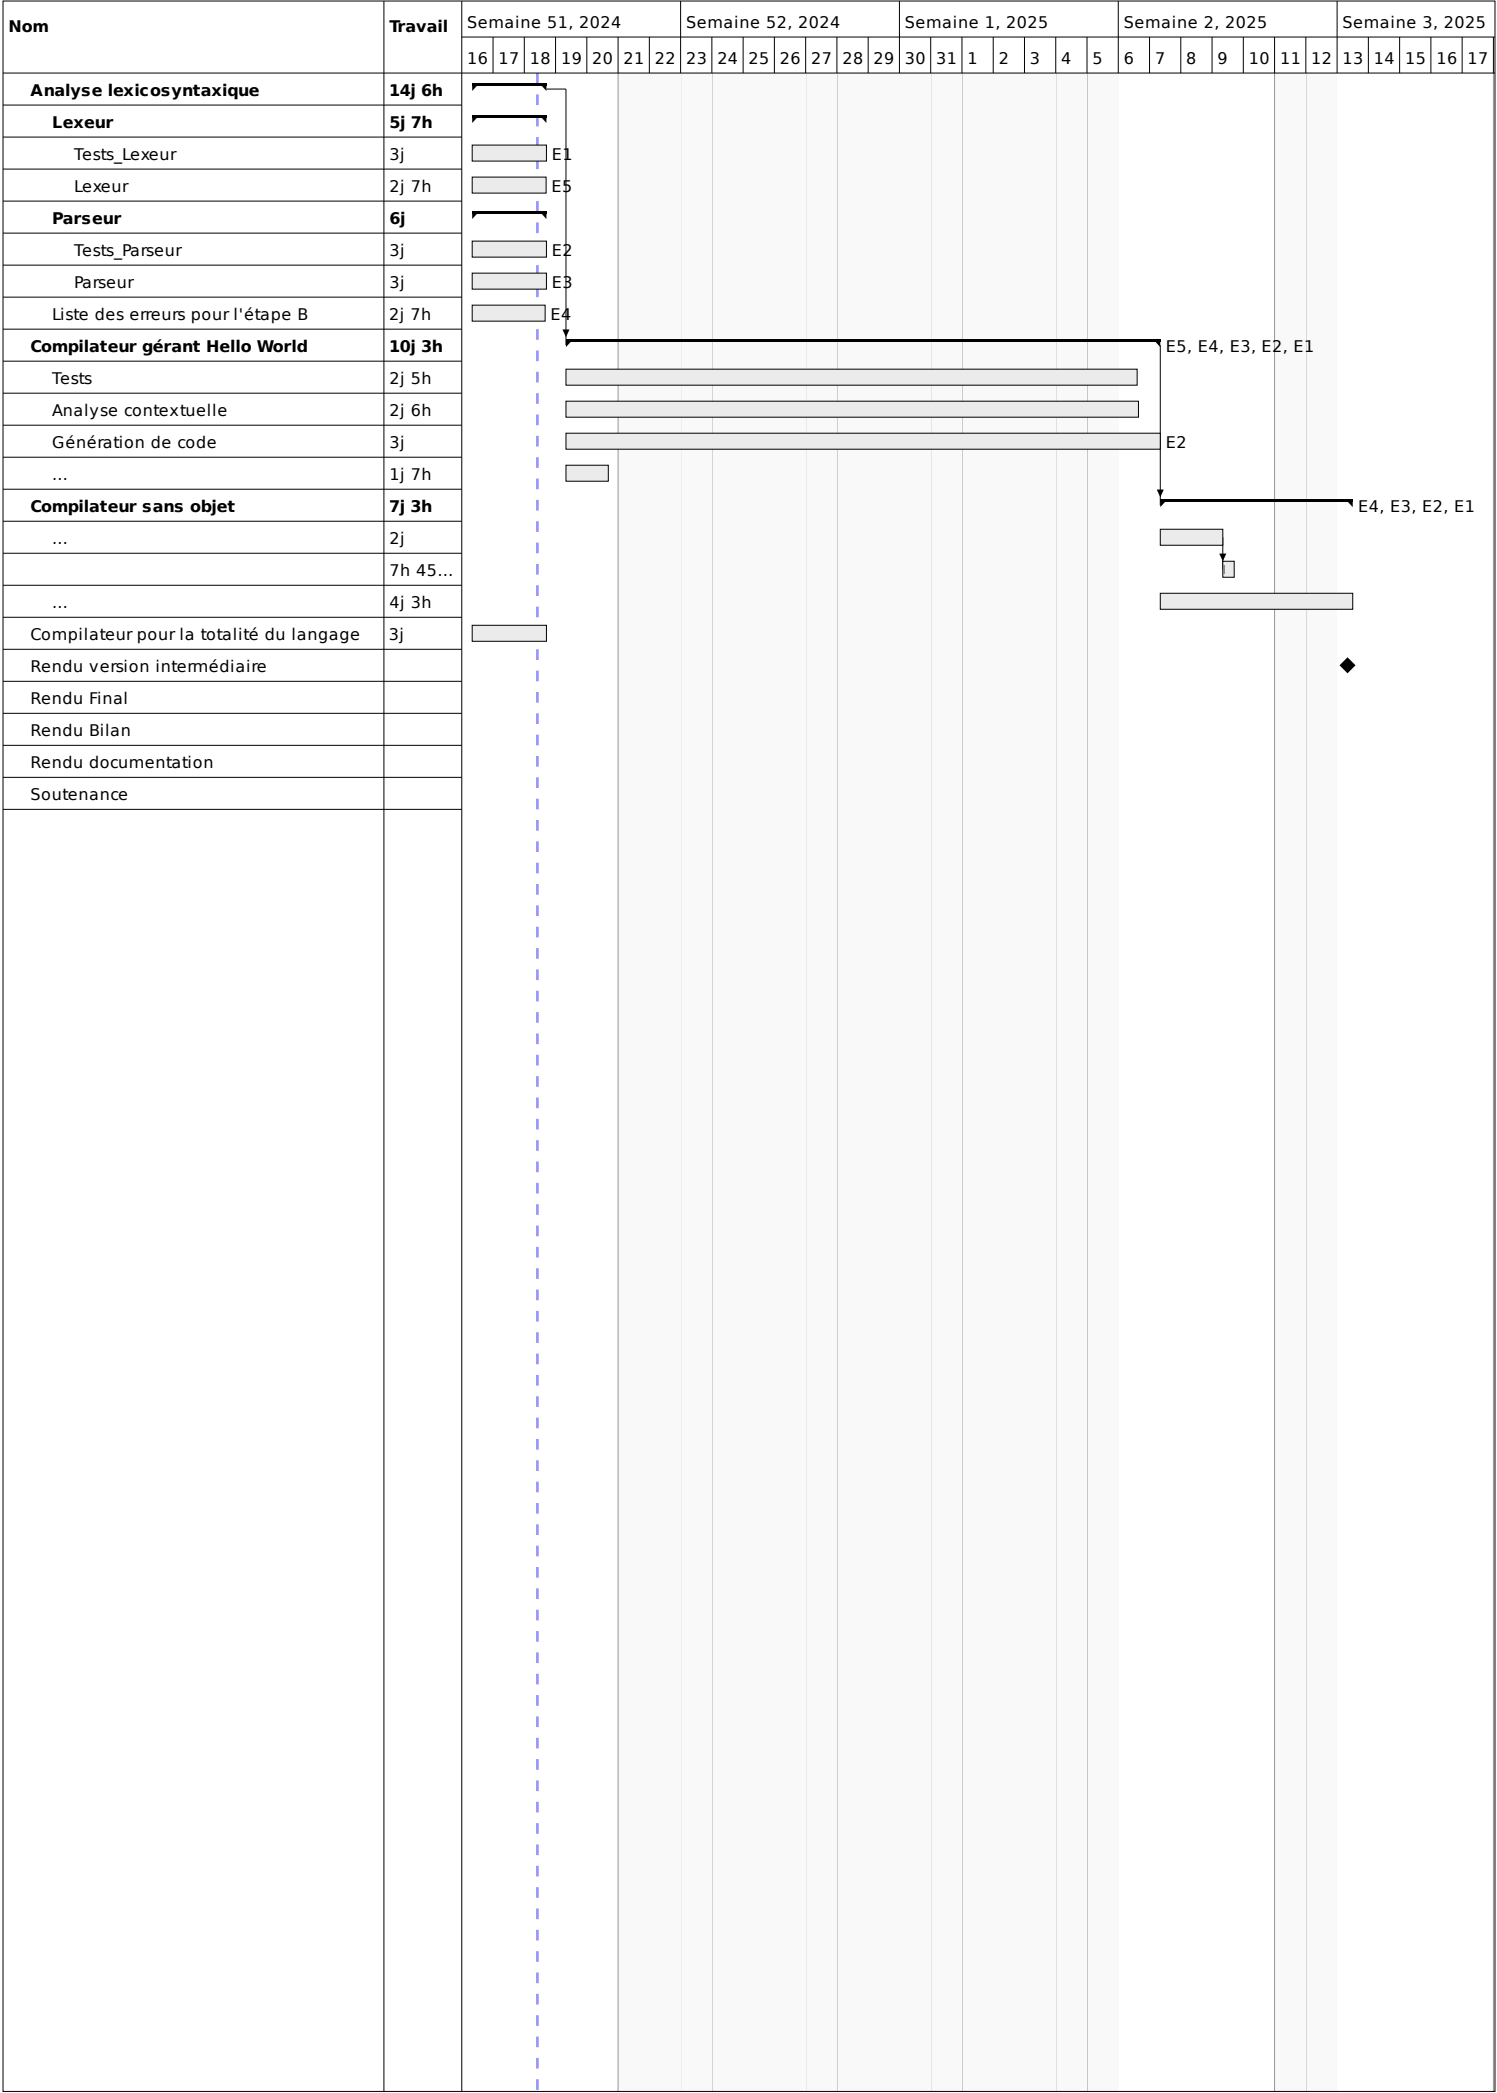 Nom Travail Semaine 51, 2024 Semaine 52, 2024 Semaine 1, 2025 Semaine 2, 2025 Semaine 3, 2025
16 17 18 19 20 21 22 23 24 25 26 27 28 29 30 31 1 2 3 4 5 6 7 8 9 10 11 12 13 14 15 16 17
Analyse lexicosyntaxique 14j 6h
Lexeur 5j 7h
Tests_Lexeur 3j E1
Lexeur 2j 7h E5
Parseur 6j
Tests_Parseur 3j E2
Parseur 3j E3
Liste des erreurs pour l'étape B 2j 7h E4
Compilateur gérant Hello World 10j 3h E5, E4, E3, E2, E1
Tests 2j 5h
Analyse contextuelle 2j 6h
Génération de code 3j E2
... 1j 7h
Compilateur sans objet 7j 3h E4, E3, E2, E1
... 2j
7h 45...
... 4j 3h
Compilateur pour la totalité du langage 3j
Rendu version intermédiaire
Rendu Final
Rendu Bilan
Rendu documentation
Soutenance